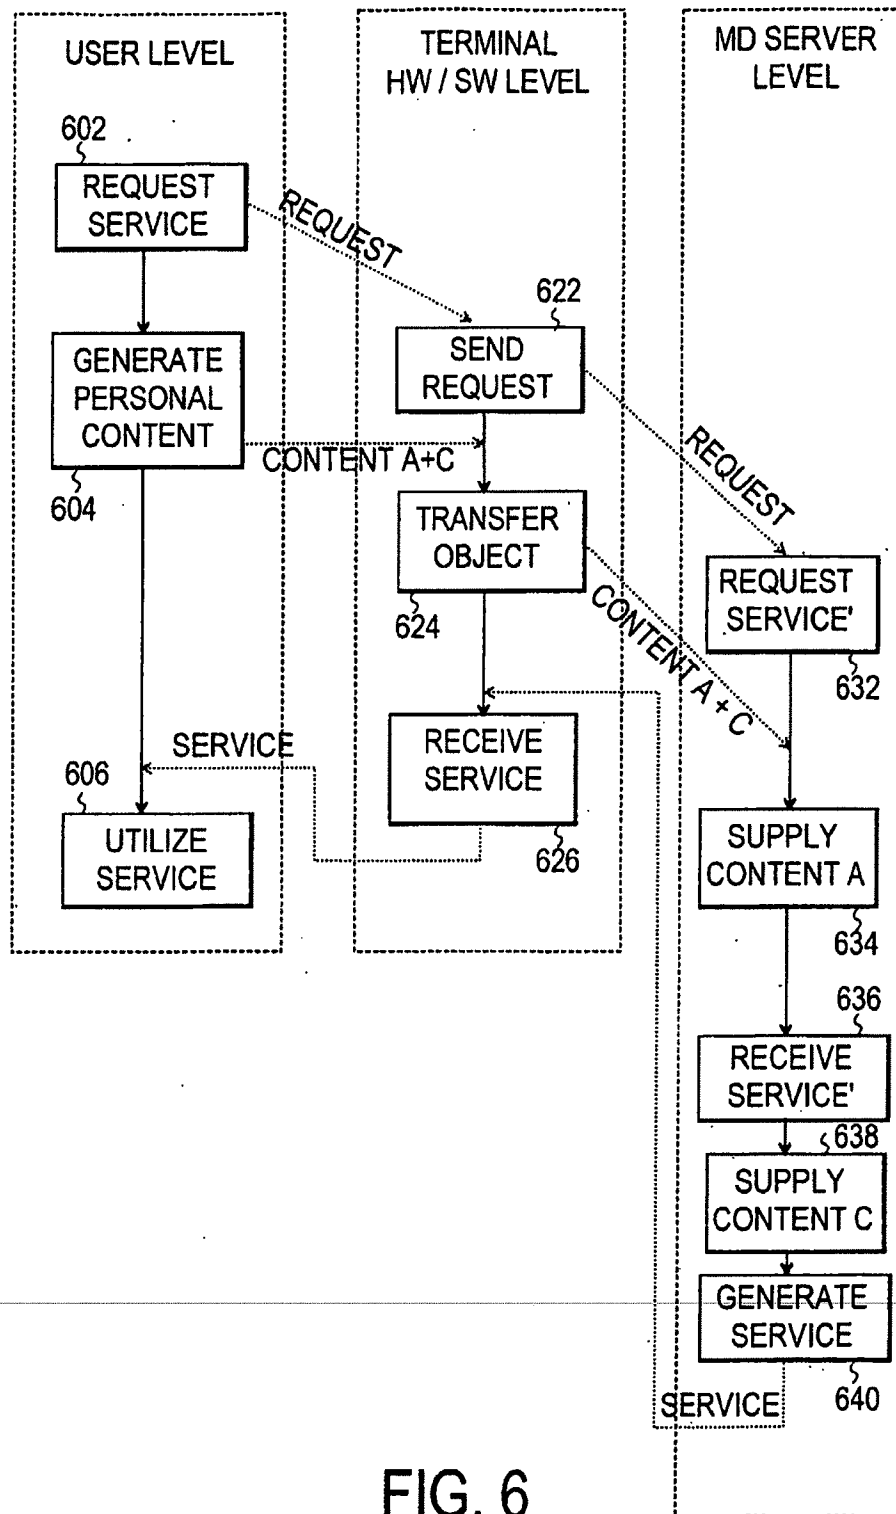 USER LEVEL
602
REQUEST
SERVICE
GENERATE
PERSONAL
CONTENT
604
606
UTILIZE
SERVICE
REQUEST
CONTENT A+C
SERVICE
TERMINAL
HW / SW LEVEL
622
SEND
REQUEST
TRANSFER
OBJECT
624
RECEIVE
SERVICE
626
REQUEST
CONTENT A + C
MD SERVER
LEVEL
REQUEST
SERVICE'
632
SUPPLY
CONTENT A
634
636
RECEIVE
SERVICE'
638
SUPPLY
CONTENT C
GENERATE
SERVICE
640
SERVICE
FIG. 6